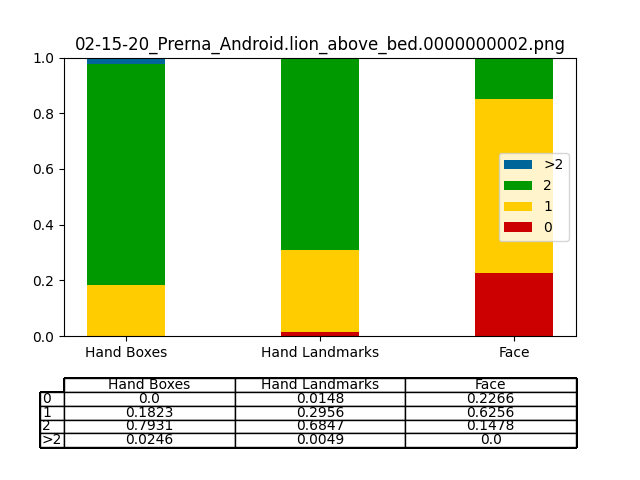 02-15-20_Prerna_Android.lion_above_bed.0000000002.png
1.0
0.8
0.6
0.4
0.2
0.0
>2
2
1
0
Hand Boxes Hand Landmarks Face
Hand Boxes Hand Landmarks Face
0 0.0 0.0148 0.2266
1 0.1823 0.2956 0.6256
2 0.7931 0.6847 0.1478
>2 0.0246 0.0049 0.0